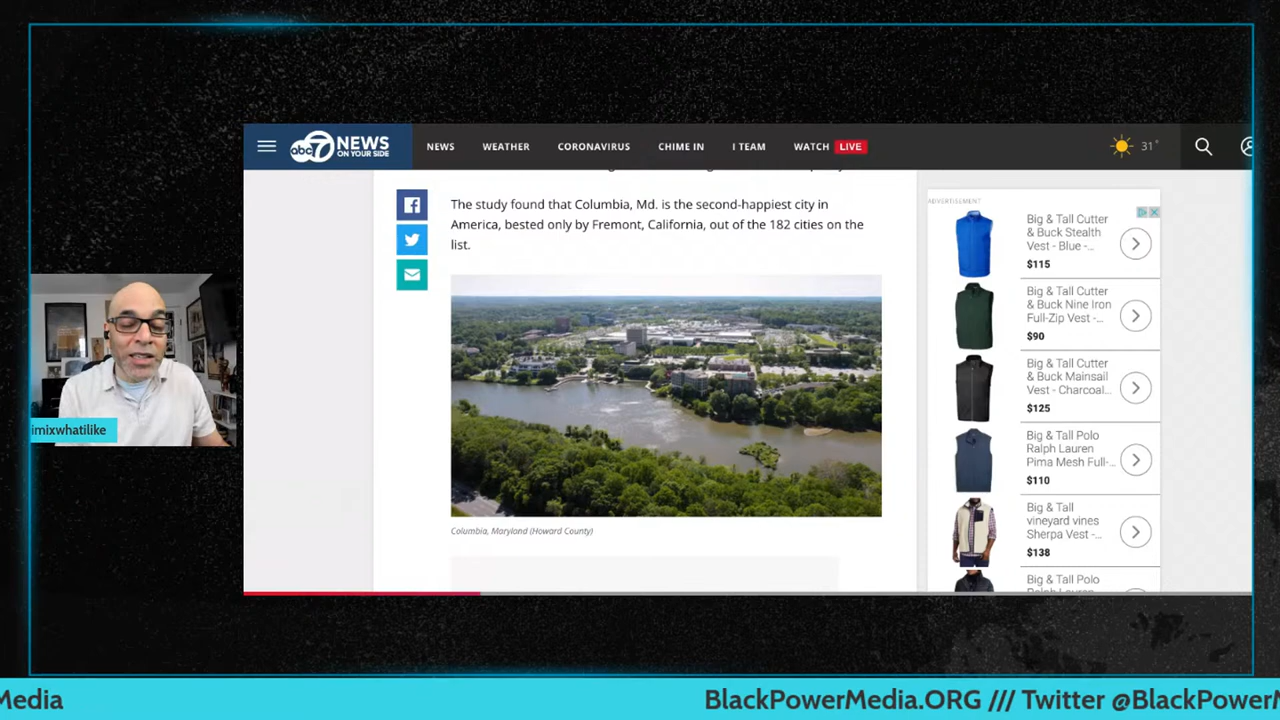 abc 7 NEWS
ON YOUR SIDE
NEWS
WEATHER
CORONAVIRUS
CHIME IN
I TEAM
WATCH LIVE
31°
The study found that Columbia, Md. is the second-happiest city in
America, bested only by Fremont, California, out of the 182 cities on the
list.
Columbia, Maryland (Howard County)
ADVERTISEMENT
Big & Tall Cutter
& Buck Stealth
Vest - Blue -...
$115
Big & Tall Cutter
& Buck Nine Iron
Full-Zip Vest -...
$90
Big & Tall Cutter
& Buck Mainsail
Vest - Charcoal...
$125
Big & Tall Polo
Ralph Lauren
Pima Mesh Full-...
$110
Big & Tall
vineyard vines
Sherpa Vest -...
$138
Big & Tall Polo
imixwhatilike
Media
BlackPowerMedia.ORG /// Twitter @BlackPowerM